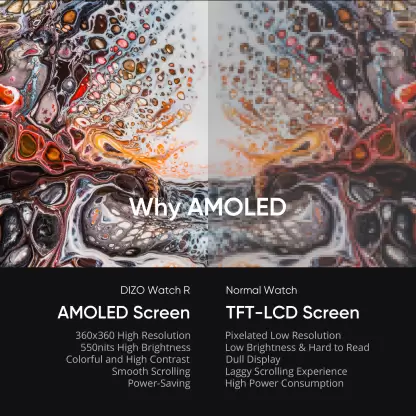 Why AMOLED
DIZO Watch R
AMOLED Screen
360x360 High Resolution
550nits High Brightness
Colorful and High Contrast
Smooth Scrolling
Power-Saving
Normal Watch
TFT-LCD Screen
Pixelated Low Resolution
Low Brightness & Hard to Read
Dull Display
Laggy Scrolling Experience
High Power Consumption